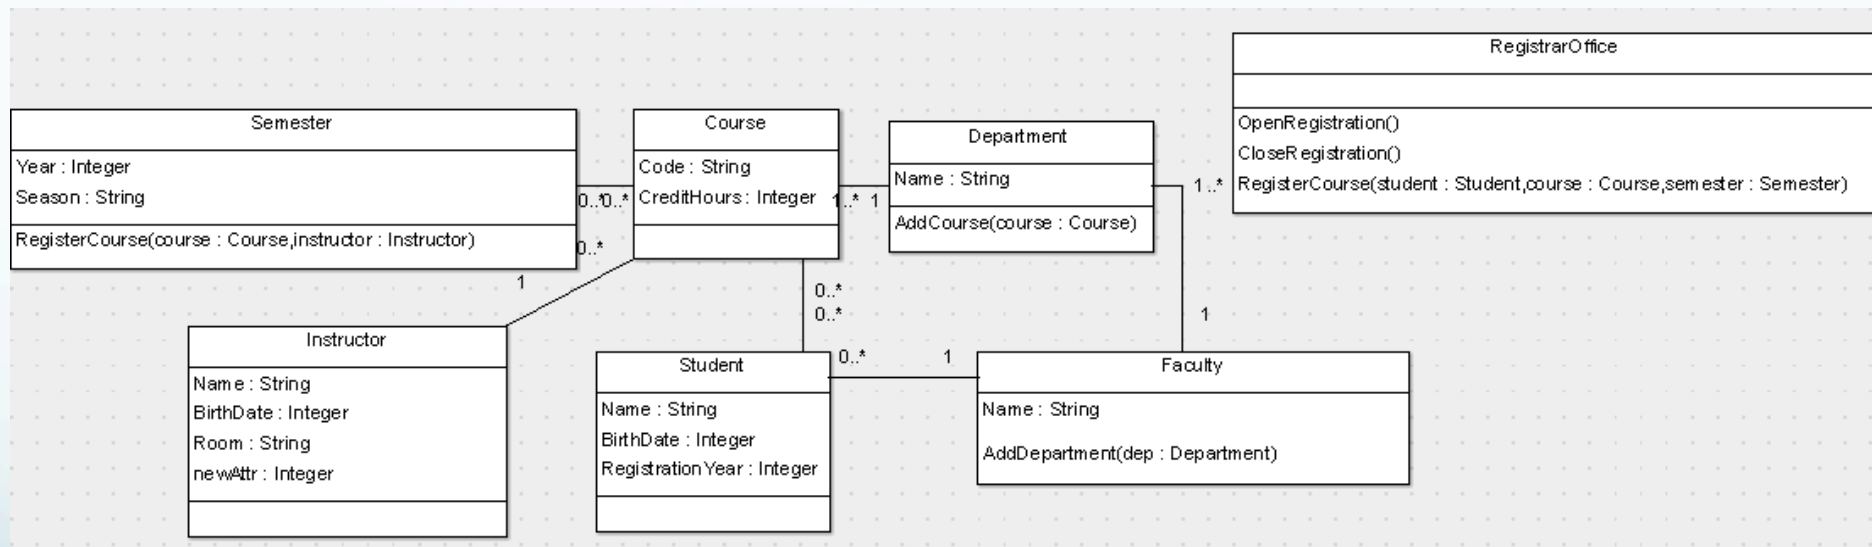 Semester
Year : Integer
Season : String
RegisterCourse(course : Course,instructor : Instructor)
0..*
0..*
0..*
1
Course
Code : String
CreditHours : Integer
1..*
1
Department
Name : String
AddCourse(course : Course)
1..*
1
RegistrarOffice
OpenRegistration()
CloseRegistration()
RegisterCourse(student : Student,course : Course,semester : Semester)
Instructor
Name : String
BirthDate : Integer
Room : String
newAttr : Integer
0..*
0..*
Student
Name : String
BirthDate : Integer
RegistrationYear : Integer
0..*
1
Faculty
Name : String
AddDepartment(dep : Department)